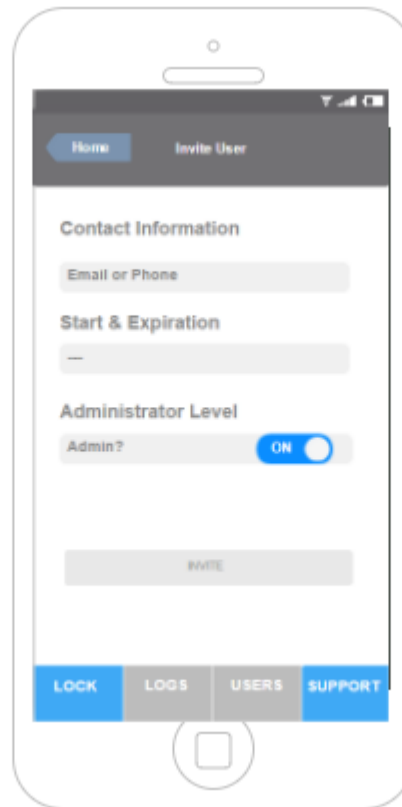 Home Invite User
Contact Information
Email or Phone
Start & Expiration
—
Administrator Level
Admin? ON
INVITE
LOCK LOGS USERS SUPPORT